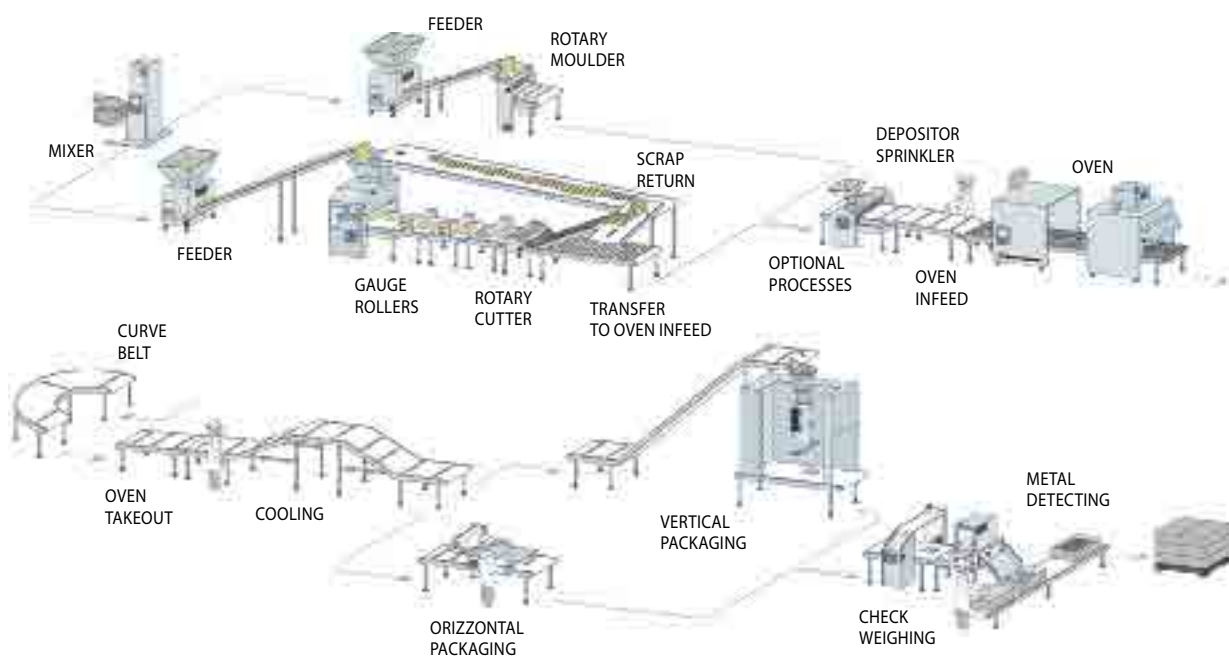 FEEDER
ROTARY
MOULDER
MIXER
DEPOSITOR
SPRINKLER
SCRAP
RETURN
OVEN
FEEDER
GAUGE
ROLLERS
ROTARY
CUTTER
TRANSFER
TO OVEN INFEED
OPTIONAL
PROCESSES
OVEN
INFEED
CURVE
BELT
OVEN
TAKEOUT
COOLING
VERTICAL
PACKAGING
METAL
DETECTING
ORIZZONTAL
PACKAGING
CHECK
WEIGHING